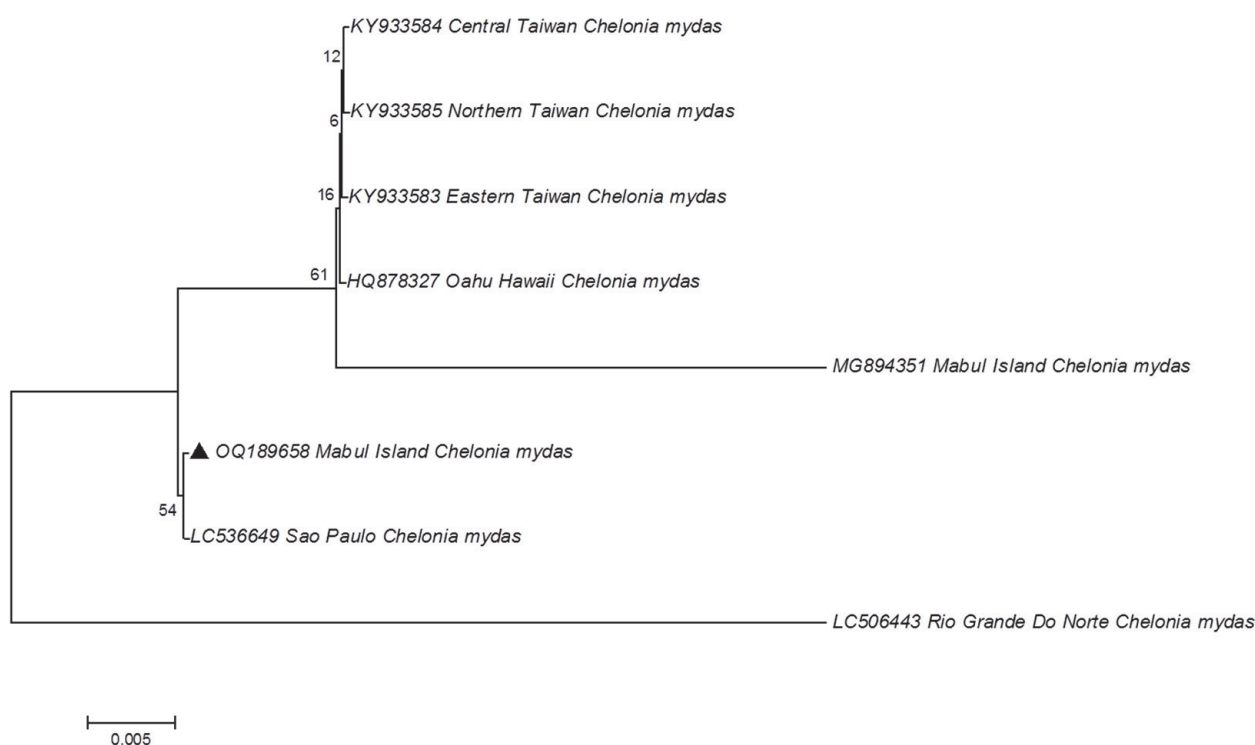 KY933584 Central Taiwan Chelonia mydas
12
KY933585 Northern Taiwan Chelonia mydas
6
16
KY933583 Eastern Taiwan Chelonia mydas
61
HQ878327 Oahu Hawaii Chelonia mydas
MG894351 Mabul Island Chelonia mydas
OQ189658 Mabul Island Chelonia mydas
54
LC536649 Sao Paulo Chelonia mydas
LC506443 Rio Grande Do Norte Chelonia mydas
0.005